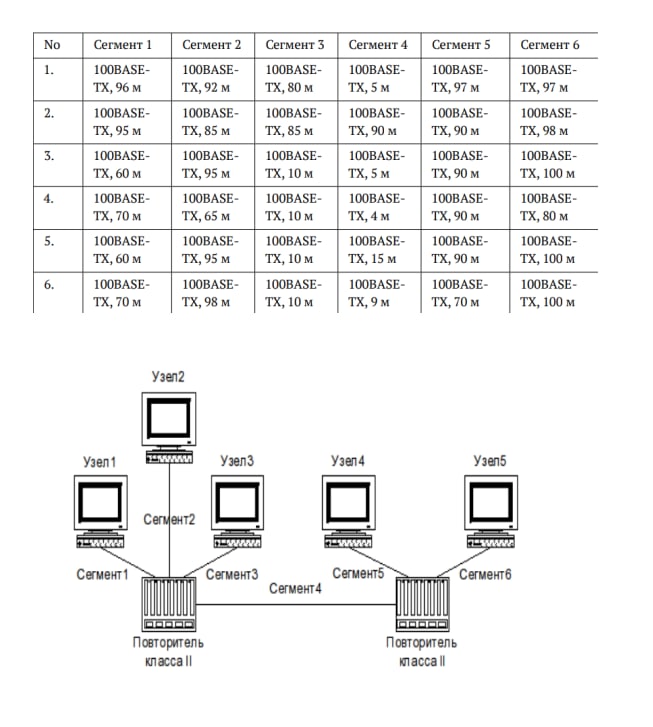 No Сегмент 1 Сегмент 2 Сегмент 3 Сегмент 4 Сегмент 5 Сегмент 6
1. 100BASE- 100BASE- 100BASE- 100BASE- 100BASE- 100BASE-
TX, 96 м TX, 92 м TX, 80 м TX, 5 м TX, 97 м TX, 97 м
2. 100BASE- 100BASE- 100BASE- 100BASE- 100BASE- 100BASE-
TX, 95 м TX, 85 м TX, 85 м TX, 90 м TX, 90 м TX, 98 м
3. 100BASE- 100BASE- 100BASE- 100BASE- 100BASE- 100BASE-
TX, 60 м TX, 95 м TX, 10 м TX, 5 м TX, 90 м TX, 100 м
4. 100BASE- 100BASE- 100BASE- 100BASE- 100BASE- 100BASE-
TX, 70 м TX, 65 м TX, 10 м TX, 4 м TX, 90 м TX, 80 м
5. 100BASE- 100BASE- 100BASE- 100BASE- 100BASE- 100BASE-
TX, 60 м TX, 95 м TX, 10 м TX, 15 м TX, 90 м TX, 100 м
6. 100BASE- 100BASE- 100BASE- 100BASE- 100BASE- 100BASE-
TX, 70 м TX, 98 м TX, 10 м TX, 9 м TX, 70 м TX, 100 м
Узел2
Узел1 Узел3 Узел4 Узел5
Сегмент2
Сегмент1 Сегмент3 Сегмент5 Сегмент6
Сегмент4
Повторитель Повторитель
класса II класса II